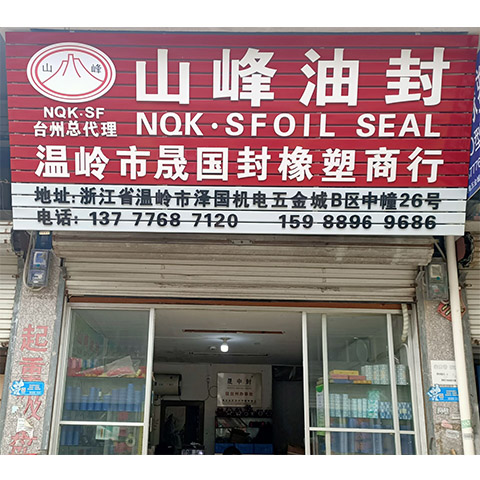 山峰
山峰油封
NQK·SF
台州总代理
NQK·SFOIL SEAL
温岭市晟国封橡塑商行
地址:浙江省温岭市泽国机电五金城B区中幢26号
电话: 137 7768 7120 159 8896 9686
起重